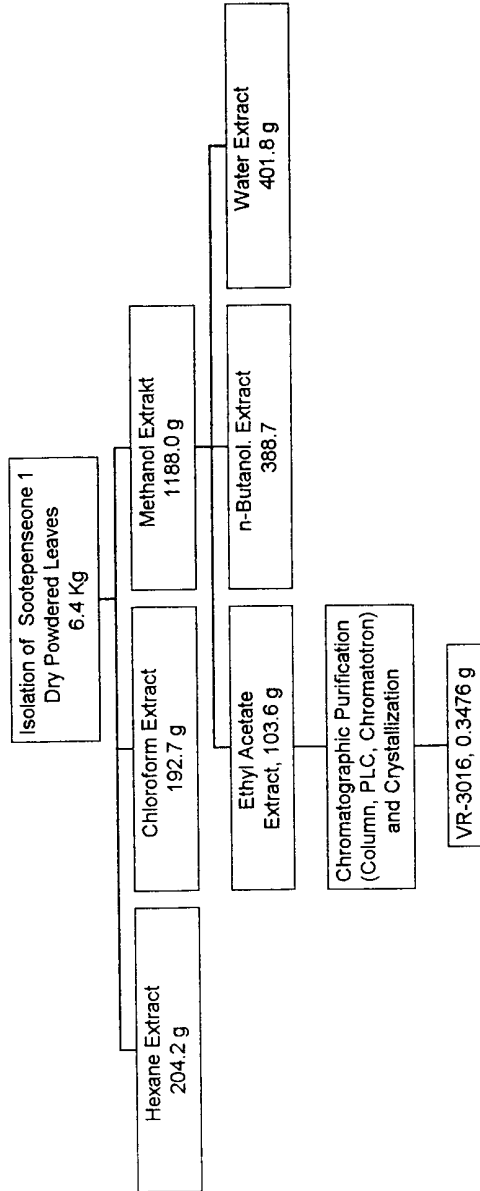 Isolation of Sootepenseone 1
Dry Powdered Leaves
6.4 Kg
Hexane Extract
204.2 g
Chloroform Extract
192.7 g
Methanol Extrakt
1188.0 g
Ethyl Acetate
Extract, 103.6 g
n-Butanol. Extract
388.7
Water Extract
401.8 g
Chromatographic Purification
(Column, PLC, Chromatotron)
and Crystallization
VR-3016, 0.3476 g